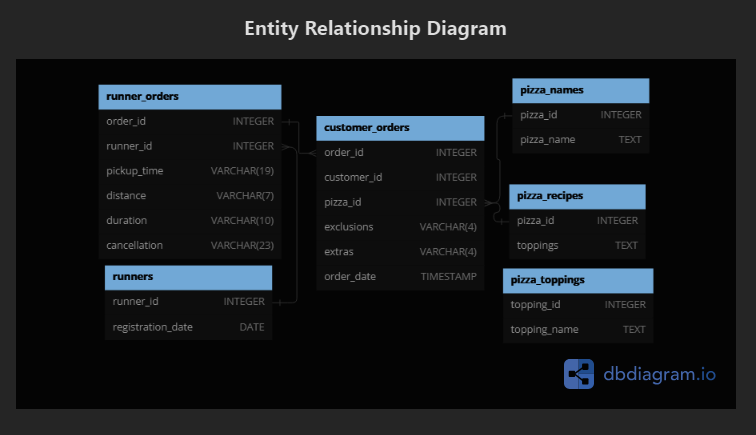 Entity Relationship Diagram
runner_orders
order_id INTEGER
runner_id INTEGER
pickup_time VARCHAR(19)
distance VARCHAR(7)
duration VARCHAR(10)
cancellation VARCHAR(23)
runners
runner_id INTEGER
registration_date DATE
customer_orders
order_id INTEGER
customer_id INTEGER
pizza_id INTEGER
exclusions VARCHAR(4)
extras VARCHAR(4)
order_date TIMESTAMP
pizza_names
pizza_id INTEGER
pizza_name TEXT
pizza_recipes
pizza_id INTEGER
toppings TEXT
pizza_toppings
topping_id INTEGER
topping_name TEXT
dbdiagram.io